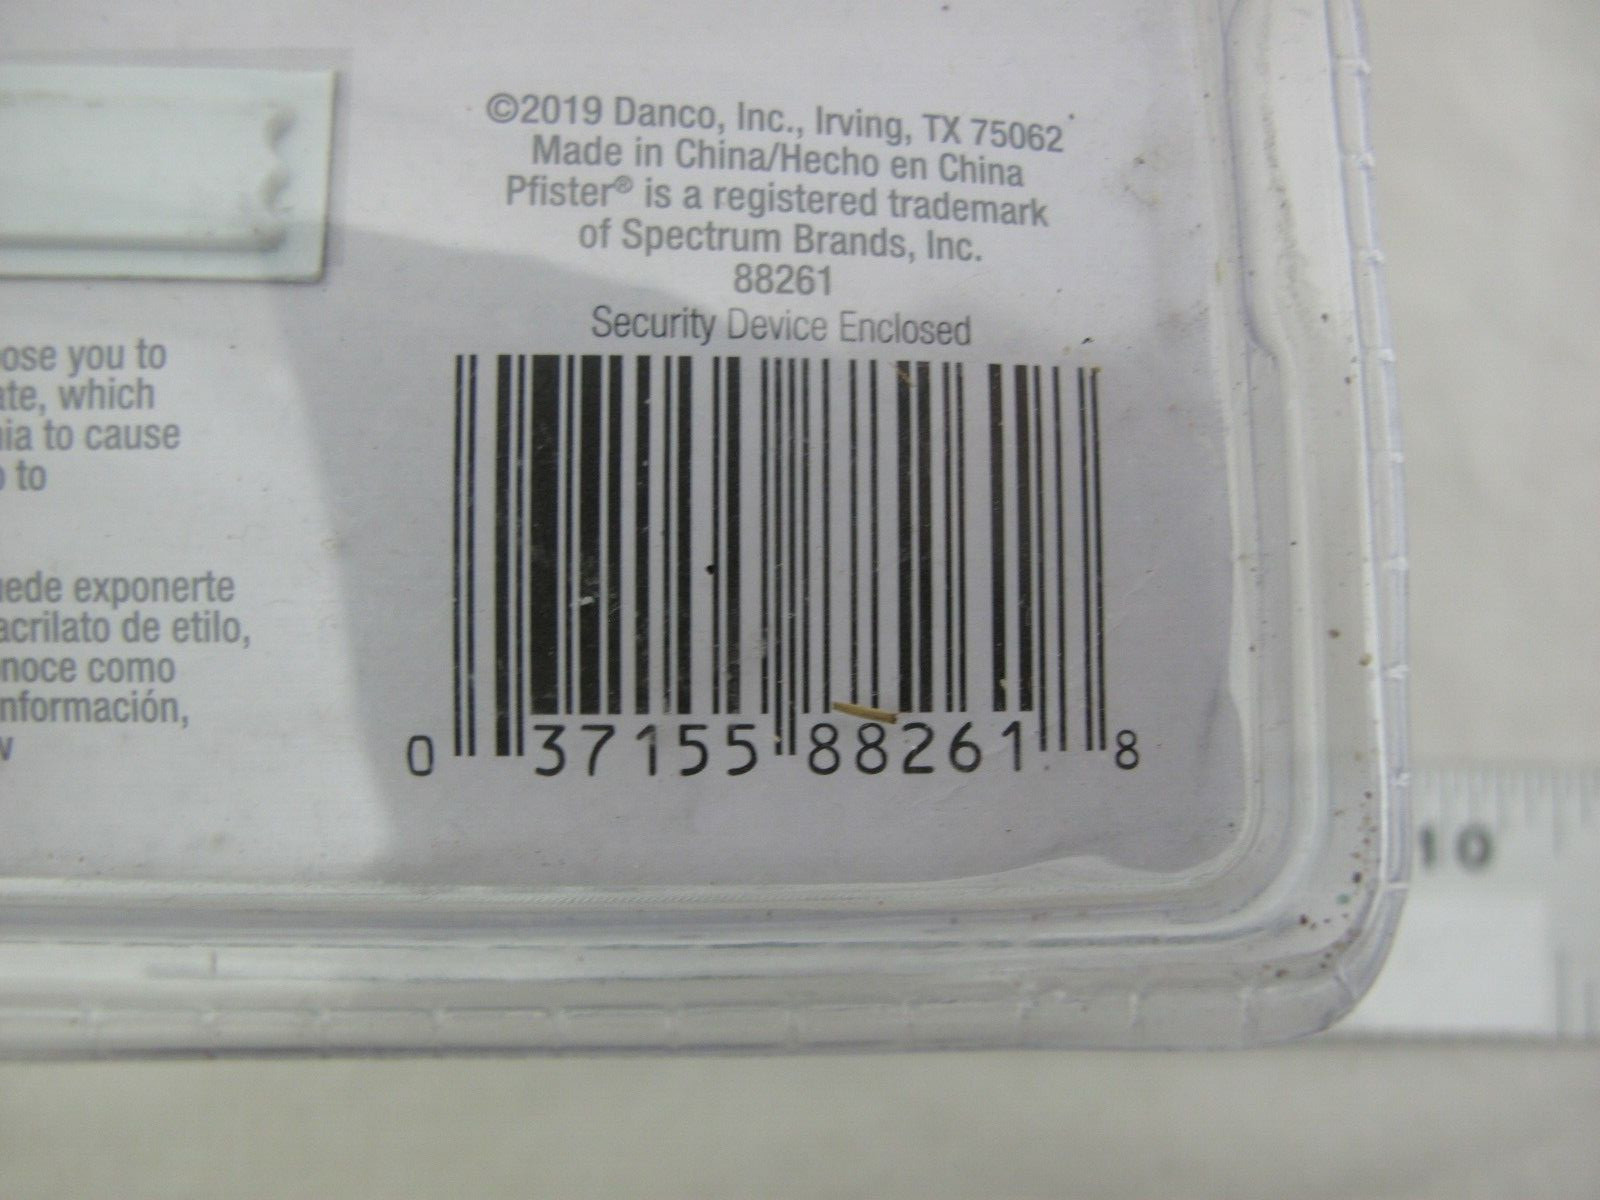 ©2019 Danco, Inc., Irving, TX 75062
Made in China/Hecho en China
Pfister® is a registered trademark
of Spectrum Brands, Inc.
88261
Security Device Enclosed
0 37155 88261 8
ose you to
ate, which
nia to cause
to
uede exponerte
acrilato de etilo,
noce como
nformación,
w
10